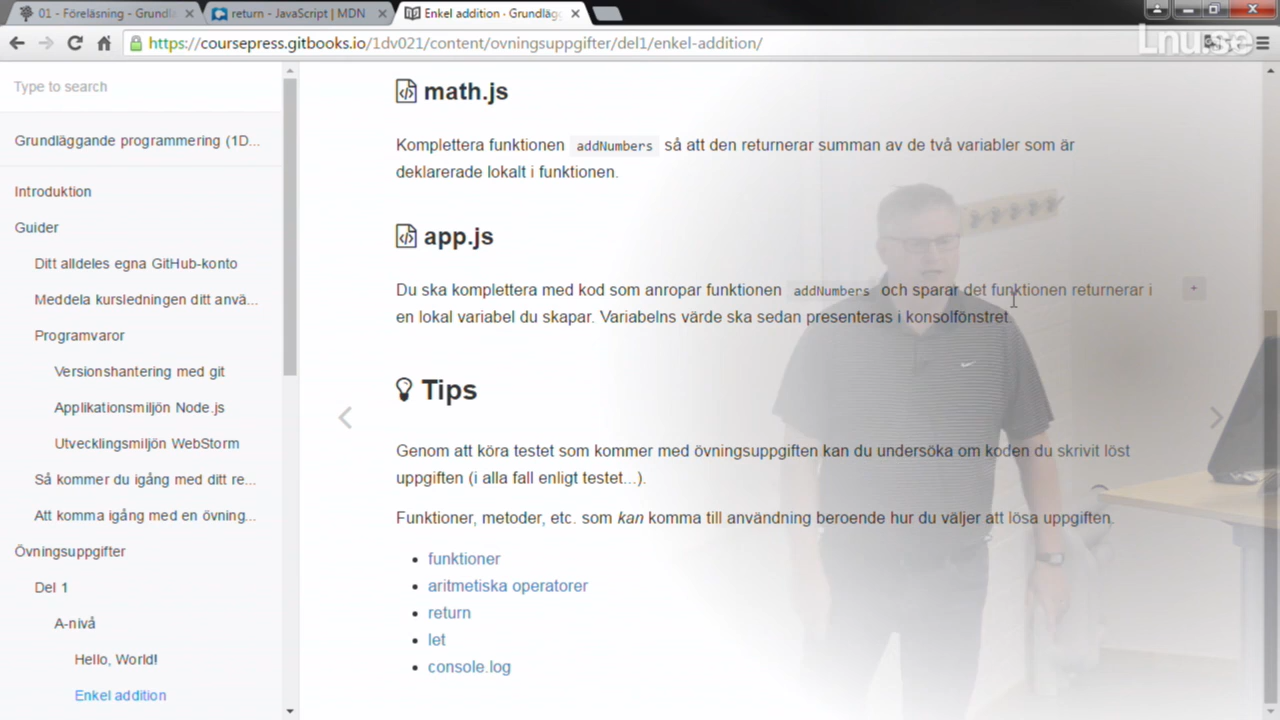 01 - Föreläsning - Grundl
return - JavaScript | MDN
Enkel addition - Grundläg
https://coursepress.gitbooks.io/1dv021/content/ovningsuppgifter/del1/enkel-addition/
Lnu.se
Type to search
Grundläggande programmering (1D...
Introduktion
Guider
Ditt alldeles egna GitHub-konto
Meddela kursledningen ditt anvä...
Programvaror
Versionshantering med git
Applikationsmiljön Node.js
Utvecklingsmiljön WebStorm
Så kommer du igång med ditt re...
Att komma igång med en övning...
Övningsuppgifter
Del 1
A-nivå
Hello, World!
Enkel addition
math.js
Komplettera funktionen addNumbers så att den returnerar summan av de två variabler som är
deklarerade lokalt i funktionen.
app.js
Du ska komplettera med kod som anropar funktionen addNumbers och sparar det funktionen returnerar i
en lokal variabel du skapar. Variabelns värde ska sedan presenteras i konsolfönstret.
Tips
Genom att köra testet som kommer med övningsuppgiften kan du undersöka om koden du skrivit löst
uppgiften (i alla fall enligt testet...).
Funktioner, metoder, etc. som kan komma till användning beroende hur du väljer att lösa uppgiften.
funktioner
aritmetiska operatorer
return
let
console.log